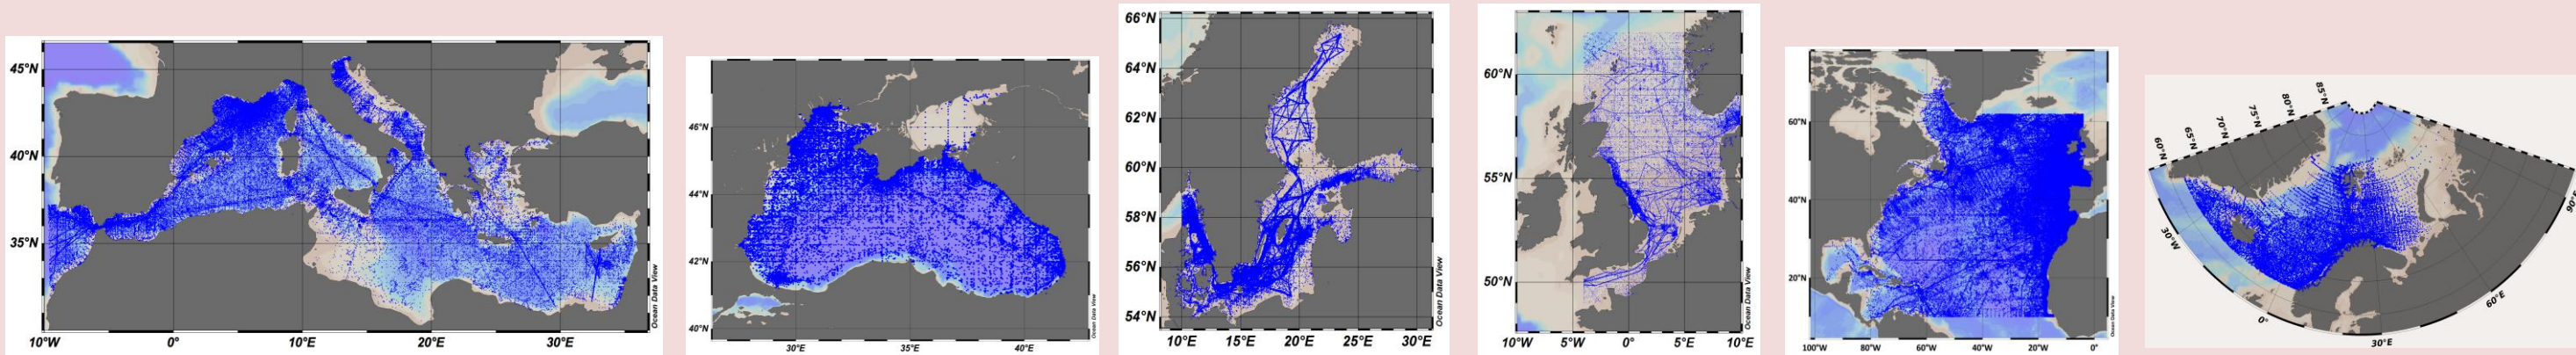 45°N
40°N
35°N
10°W 0° 10°E 20°E 30°E
Ocean Data View
46°N
44°N
42°N
40°N
30°E 35°E 40°E
Ocean Data View
66°N
64°N
62°N
60°N
58°N
56°N
54°N
10°E 15°E 20°E 25°E 30°E
Ocean Data View
60°N
55°N
50°N
10°W 5°W 0° 5°E 10°E
Ocean Data View
60°N
40°N
20°N
100°W 80°W 60°W 40°W 20°W 0°
Ocean Data View
60°N 65°N 70°N 75°N 80°N 85°N
30°W 0° 30°E 60°E 90°E